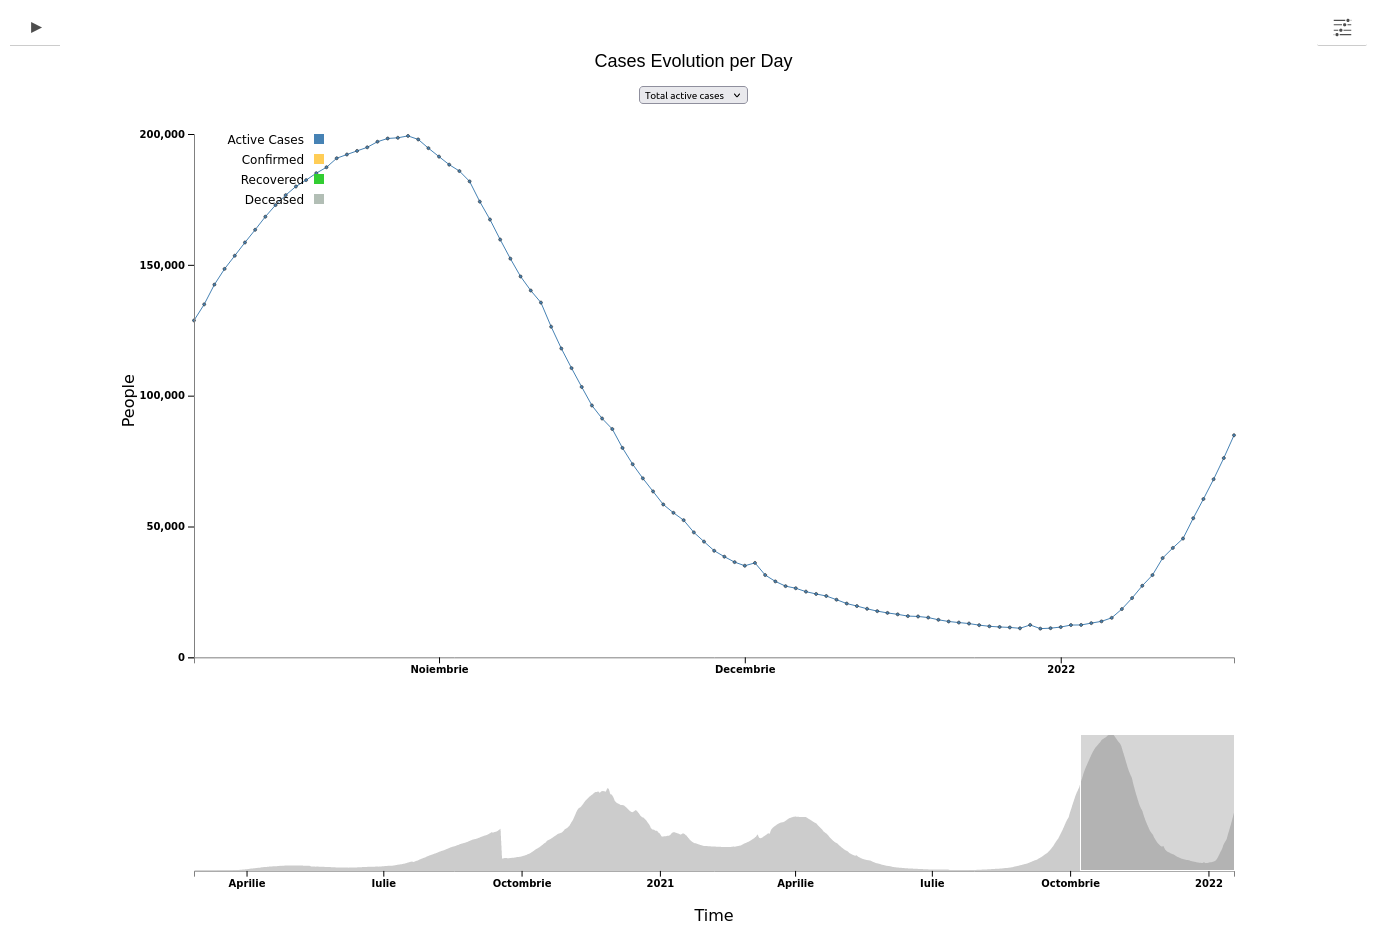 Cases Evolution per Day
Total active cases
200,000
Active Cases
Confirmed
Recovered
Deceased
150,000
100,000
People
50,000
0
Noiembrie Decembrie 2022
Aprilie Iulie Octombrie 2021 Aprilie Iulie Octombrie 2022
Time